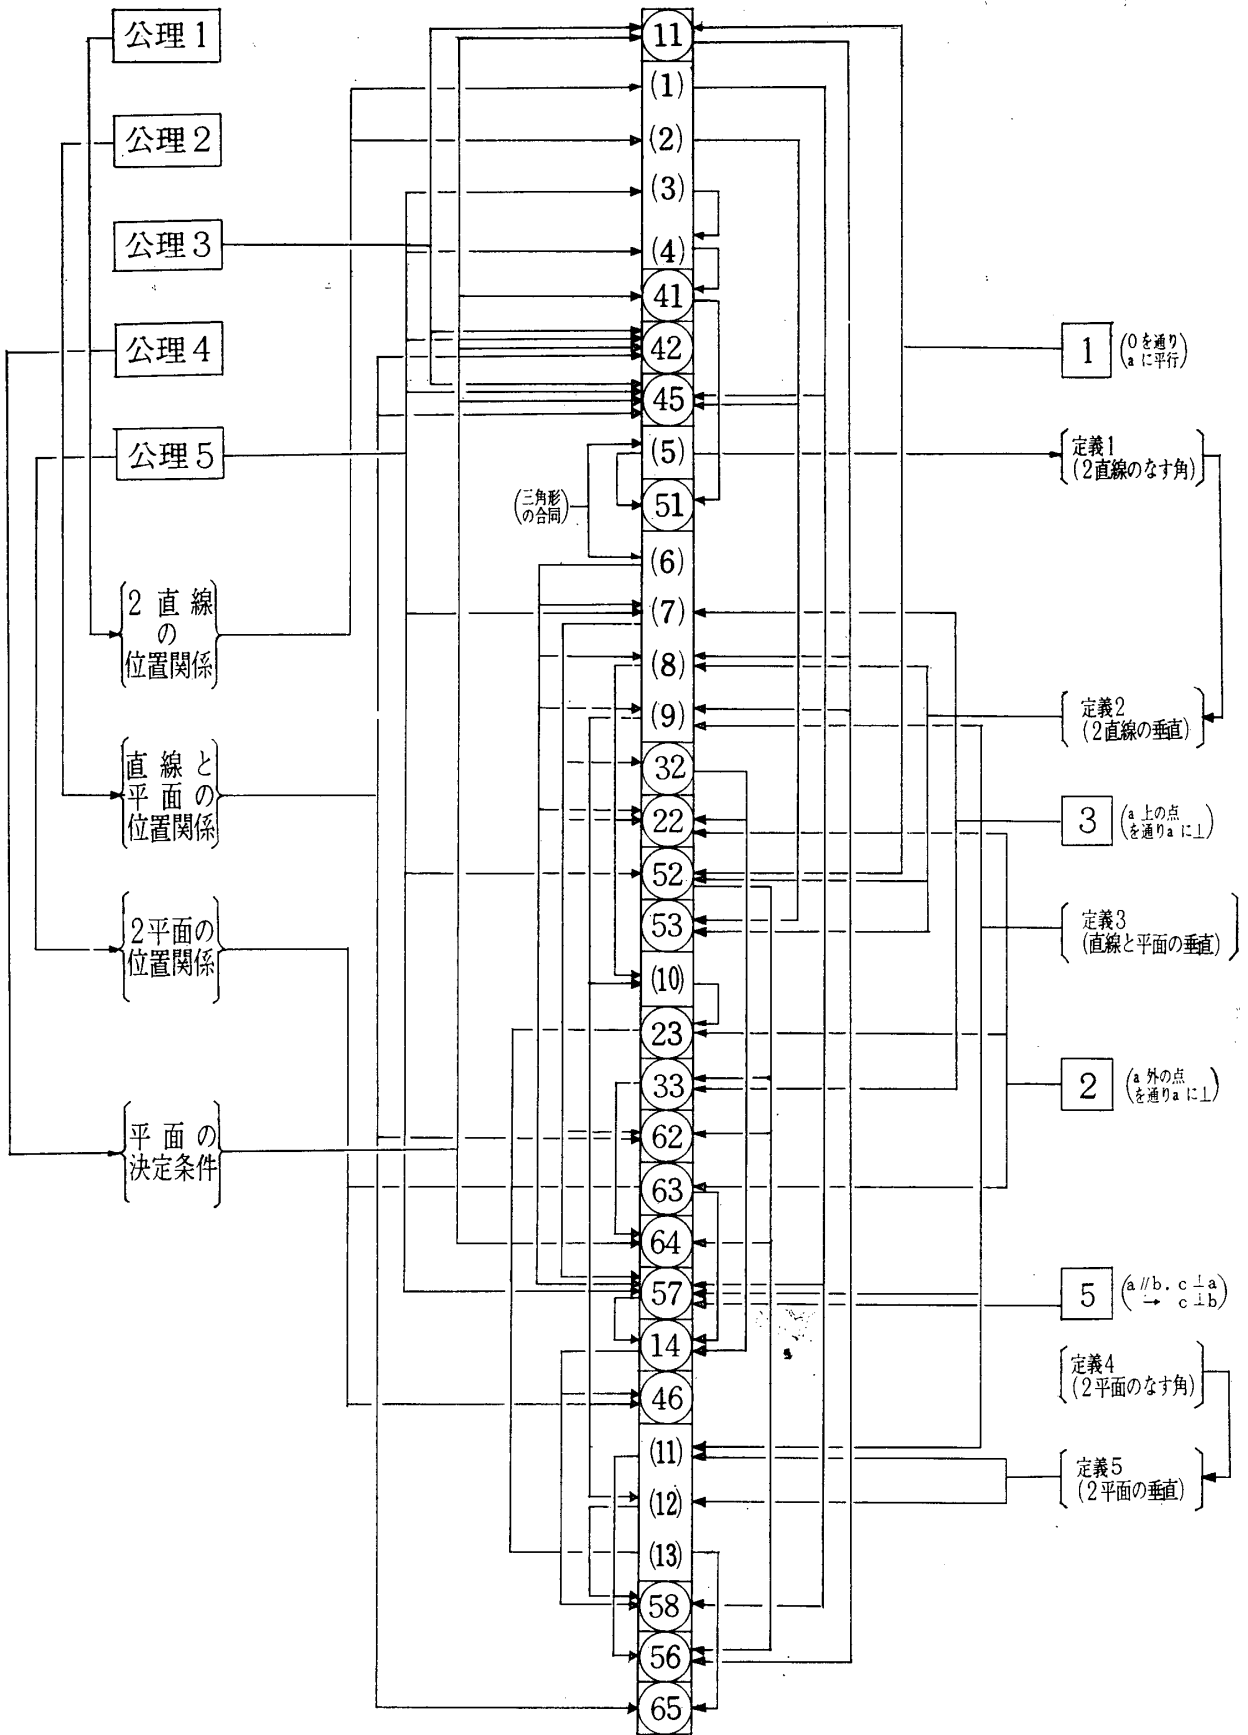 公理1
公理2
公理3
公理4
公理5
2 直 線
の
位置関係
直 線 と
平 面 の
位置関係
2平面の
位置関係
平 面 の
決定条件
(三角形
の合同)
11
(1)
(2)
(3)
(4)
41
42
45
(5)
51
(6)
(7)
(8)
(9)
32
22
52
53
(10)
23
33
62
63
64
57
14
46
(11)
(12)
(13)
58
56
65
1
(Oを通り
aに平行)
定義1
(2直線のなす角)
定義2
(2直線の垂直)
3
(a 上の点
を通りaに⊥)
定義3
(直線と平面の垂直)
2
(a 外の点
を通りaに⊥)
5
(a∥b. c⊥a
→ c⊥b)
定義4
(2平面のなす角)
定義5
(2平面の垂直)